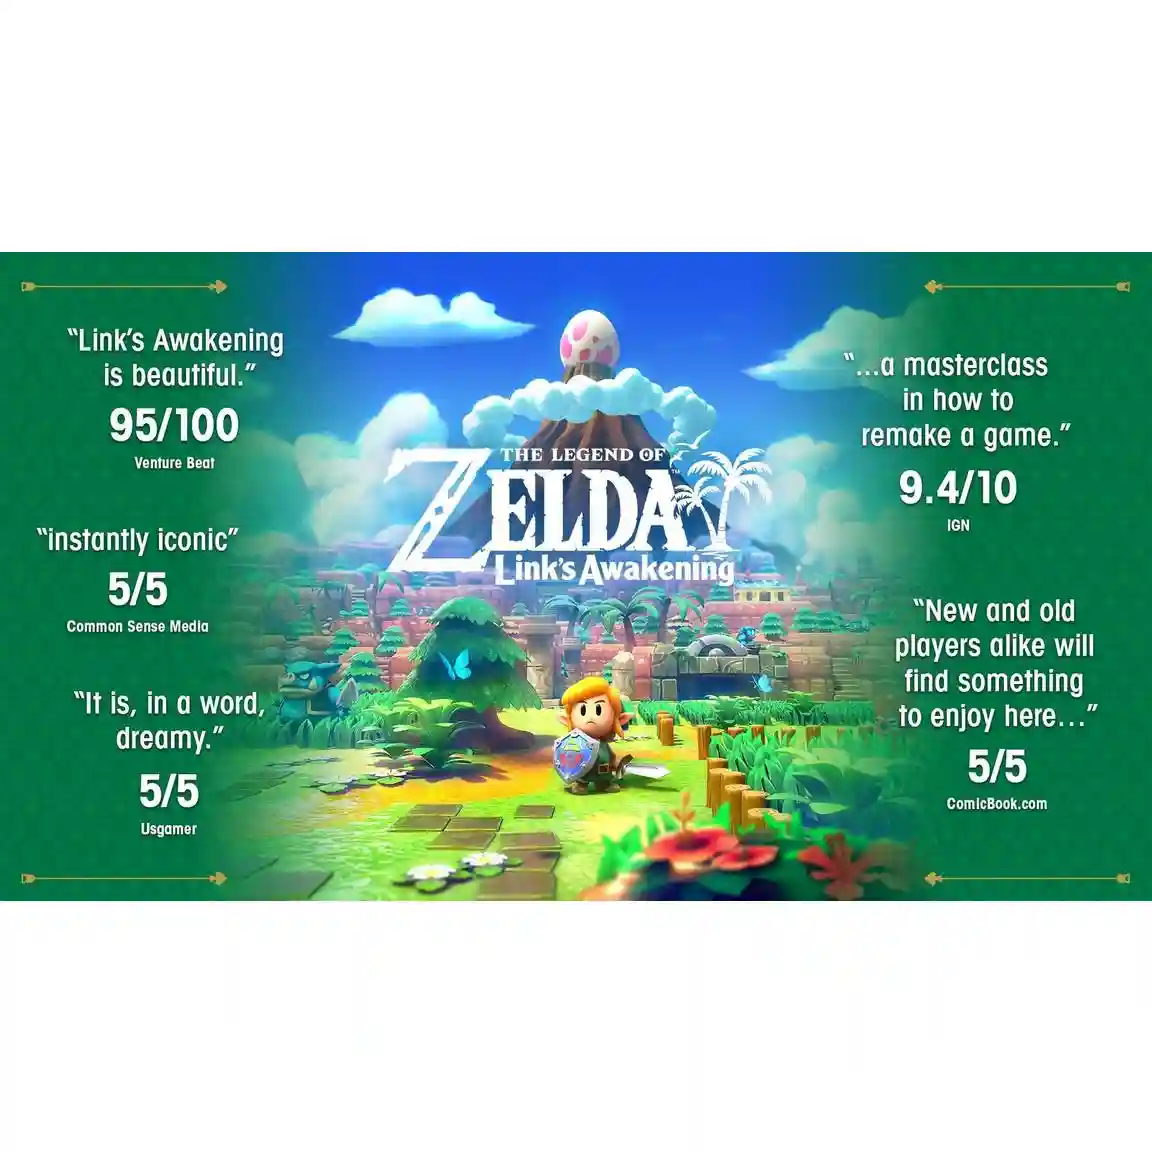 “Link’s Awakening
is beautiful.”
95/100
Venture Beat
“instantly iconic”
5/5
Common Sense Media
“It is, in a word,
dreamy.”
5/5
Usgamer
THE LEGEND OF
ZELDA™
Link’s Awakening
“...a masterclass
in how to
remake a game.”
9.4/10
IGN
“New and old
players alike will
find something
to enjoy here...”
5/5
ComicBook.com